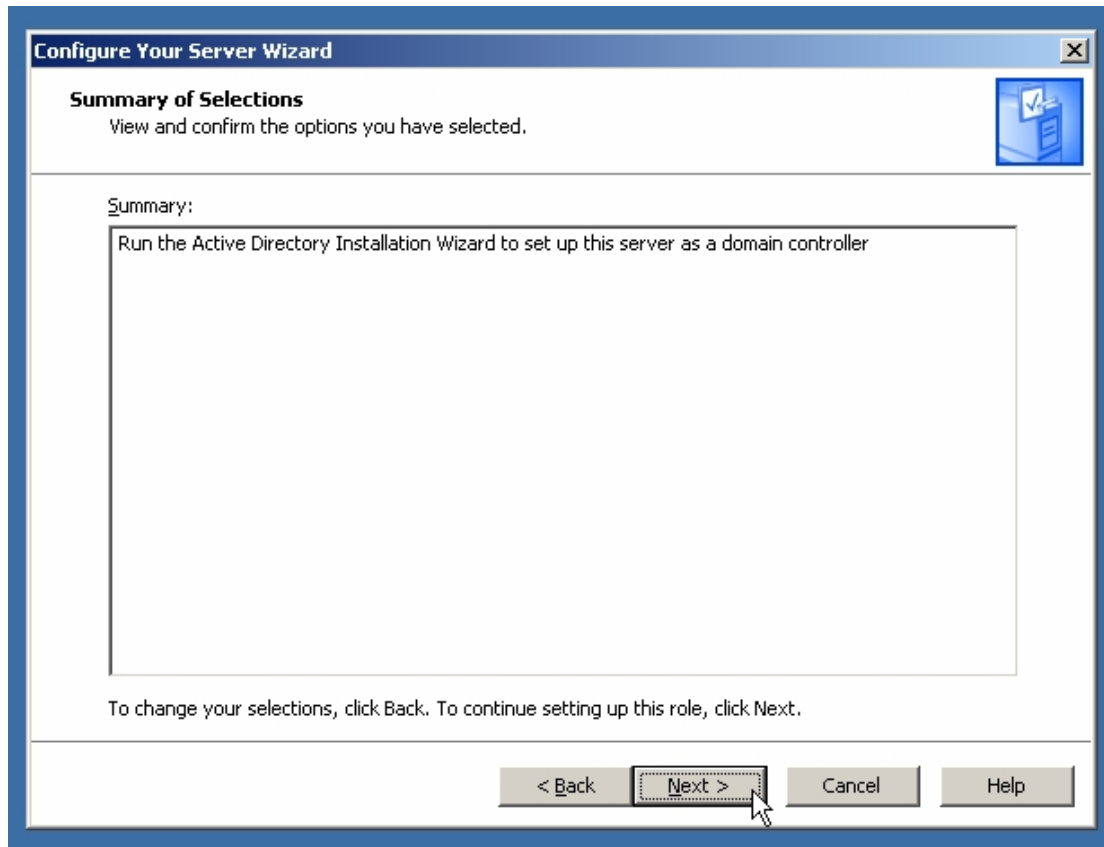 Configure Your Server Wizard
Summary of Selections
View and confirm the options you have selected.
Summary:
Run the Active Directory Installation Wizard to set up this server as a domain controller
To change your selections, click Back. To continue setting up this role, click Next.
< Back
Next >
Cancel
Help